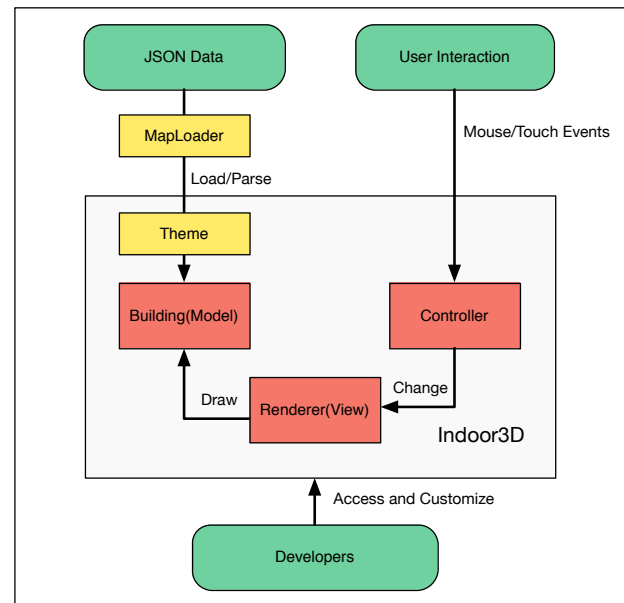 JSON Data
User Interaction
MapLoader
Mouse/Touch Events
Load/Parse
Theme
Building(Model)
Controller
Draw
Renderer(View)
Change
Indoor3D
Access and Customize
Developers